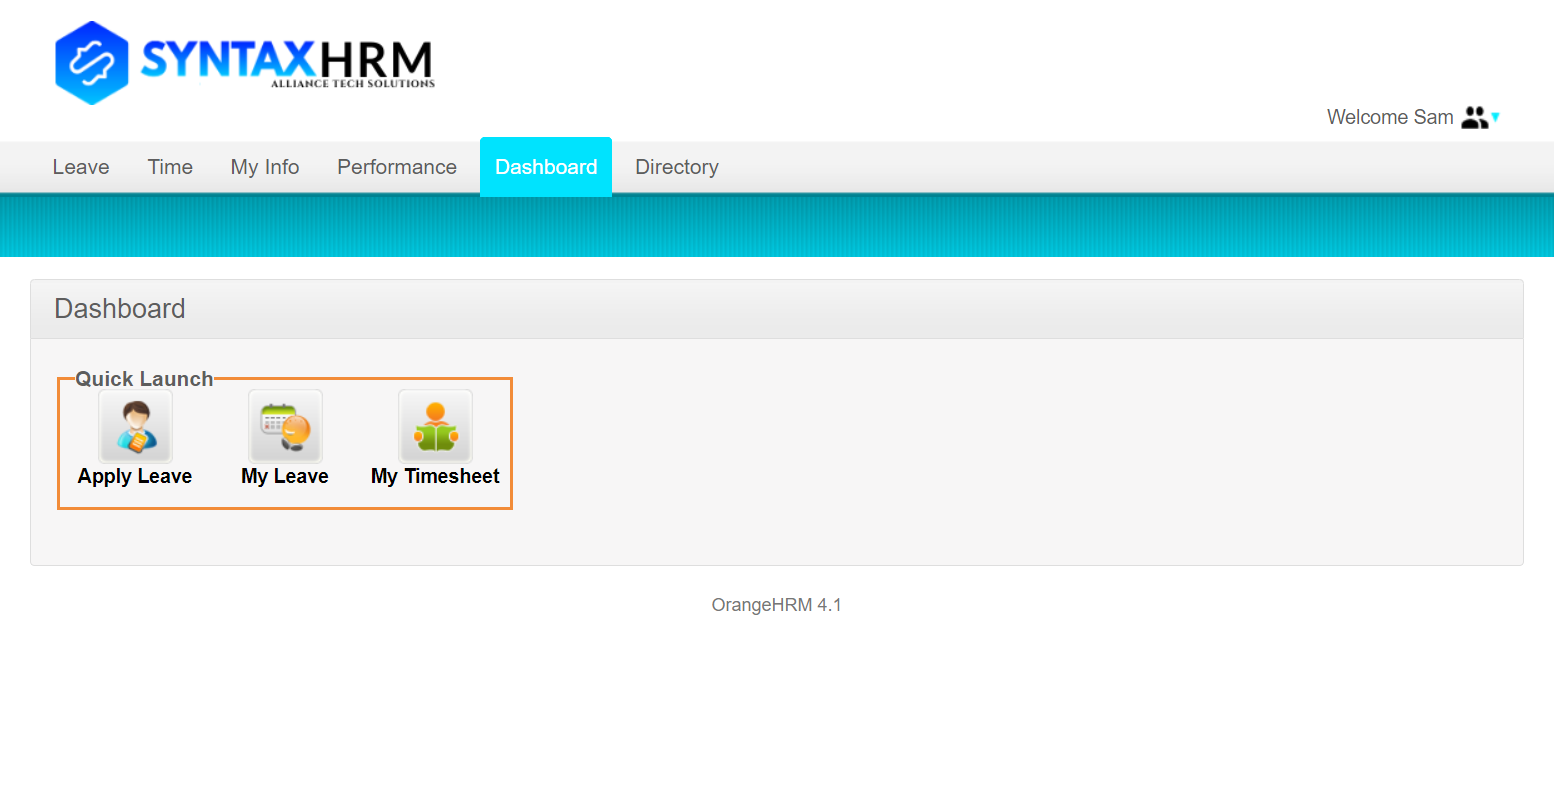 SYNTAXHRM
ALLIANCE TECH SOLUTIONS
Welcome Sam
Leave Time My Info Performance Dashboard Directory
Dashboard
Quick Launch
Apply Leave My Leave My Timesheet
OrangeHRM 4.1